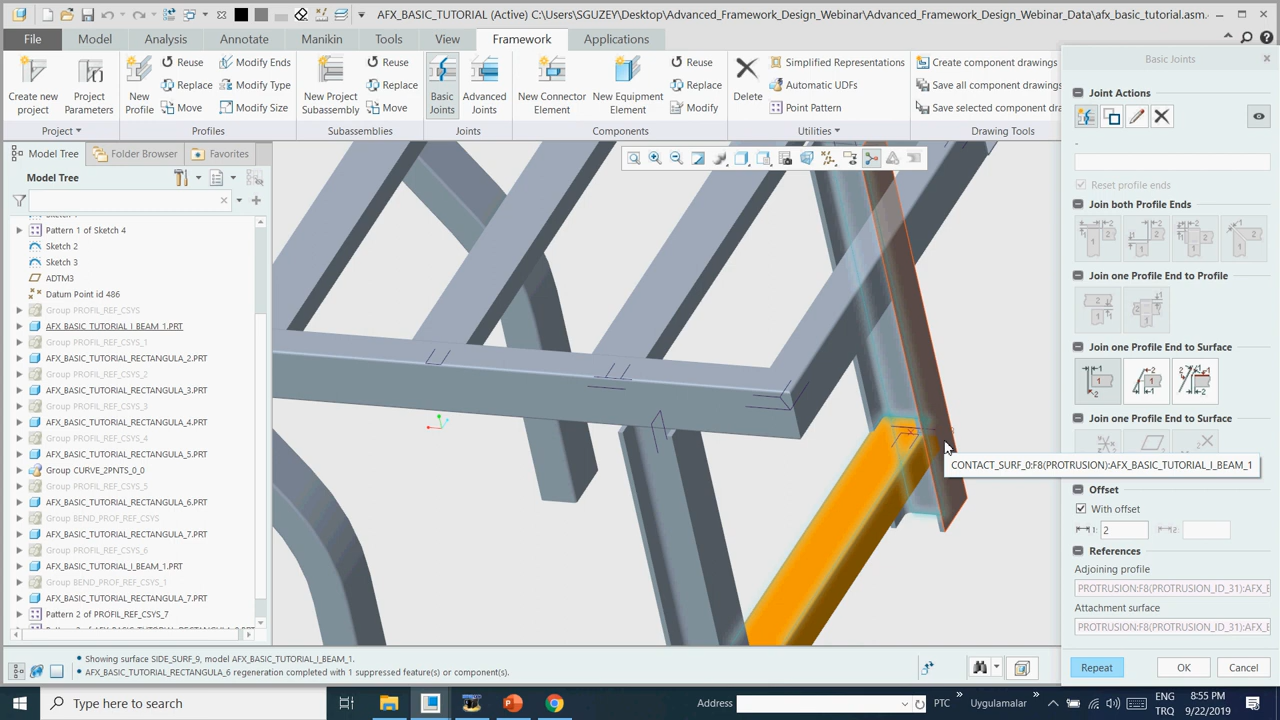 AFX_BASIC_TUTORIAL (Active) C:\Users\SGUZEY\Desktop\Advanced_Framework_Design_Webinar\Advanced_Framework_Design_Webinar_Data\afx_basic_tutorial.asm.
File
Model
Analysis
Annotate
Manikin
Tools
View
Framework
Applications
Create new project
Project Parameters
New Profile
Reuse
Replace
Move
Modify Ends
Modify Type
Modify Size
New Project Subassembly
Reuse
Replace
Move
Basic Joints
Advanced Joints
New Connector Element
New Equipment Element
Reuse
Replace
Modify
Delete
Simplified Representations
Automatic UDFs
Point Pattern
Create component drawings
Save all component drawings
Save selected component dra
Project
Profiles
Subassemblies
Joints
Components
Utilities
Drawing Tools
Model Tree
Folder Browser
Favorites
Model Tree
Pattern 1 of Sketch 4
Sketch 2
Sketch 3
ADTM3
Datum Point id 486
Group PROFIL_REF_CSYS
AFX_BASIC_TUTORIAL_I_BEAM_1.PRT
Group PROFIL_REF_CSYS_1
AFX_BASIC_TUTORIAL_RECTANGULA_2.PRT
Group PROFIL_REF_CSYS_2
AFX_BASIC_TUTORIAL_RECTANGULA_3.PRT
Group PROFIL_REF_CSYS_3
AFX_BASIC_TUTORIAL_RECTANGULA_4.PRT
Group PROFIL_REF_CSYS_4
AFX_BASIC_TUTORIAL_RECTANGULA_5.PRT
Group CURVE_2PNTS_0_0
Group PROFIL_REF_CSYS_5
AFX_BASIC_TUTORIAL_RECTANGULA_6.PRT
Group BEND_PROF_REF_CSYS
AFX_BASIC_TUTORIAL_RECTANGULA_7.PRT
Group PROFIL_REF_CSYS_6
AFX_BASIC_TUTORIAL_I_BEAM_1.PRT
Group BEND_PROF_REF_CSYS_1
AFX_BASIC_TUTORIAL_RECTANGULA_7.PRT
Pattern 2 of PROFIL_REF_CSYS_7
CONTACT_SURF_0:F8(PROTRUSION):AFX_BASIC_TUTORIAL_I_BEAM_1
Basic Joints
Joint Actions
-
Reset profile ends
Join both Profile Ends
Join one Profile End to Profile
Join one Profile End to Surface
Join one Profile End to Surface
Offset
With offset
1: 2
2:
References
Adjoining profile
PROTRUSION:F8(PROTRUSION_ID_31):AFX_E
Attachment surface
PROTRUSION:F8(PROTRUSION_ID_31):AFX_E
Repeat
OK
Cancel
• Showing surface SIDE_SURF_9, model AFX_BASIC_TUTORIAL_I_BEAM_1.
• AFX_BASIC_TUTORIAL_RECTANGULA_6 regeneration completed with 1 suppressed feature(s) or component(s).
Type here to search
Address
PTC
Uygulamalar
ENG
TRQ
8:55 PM
9/22/2019